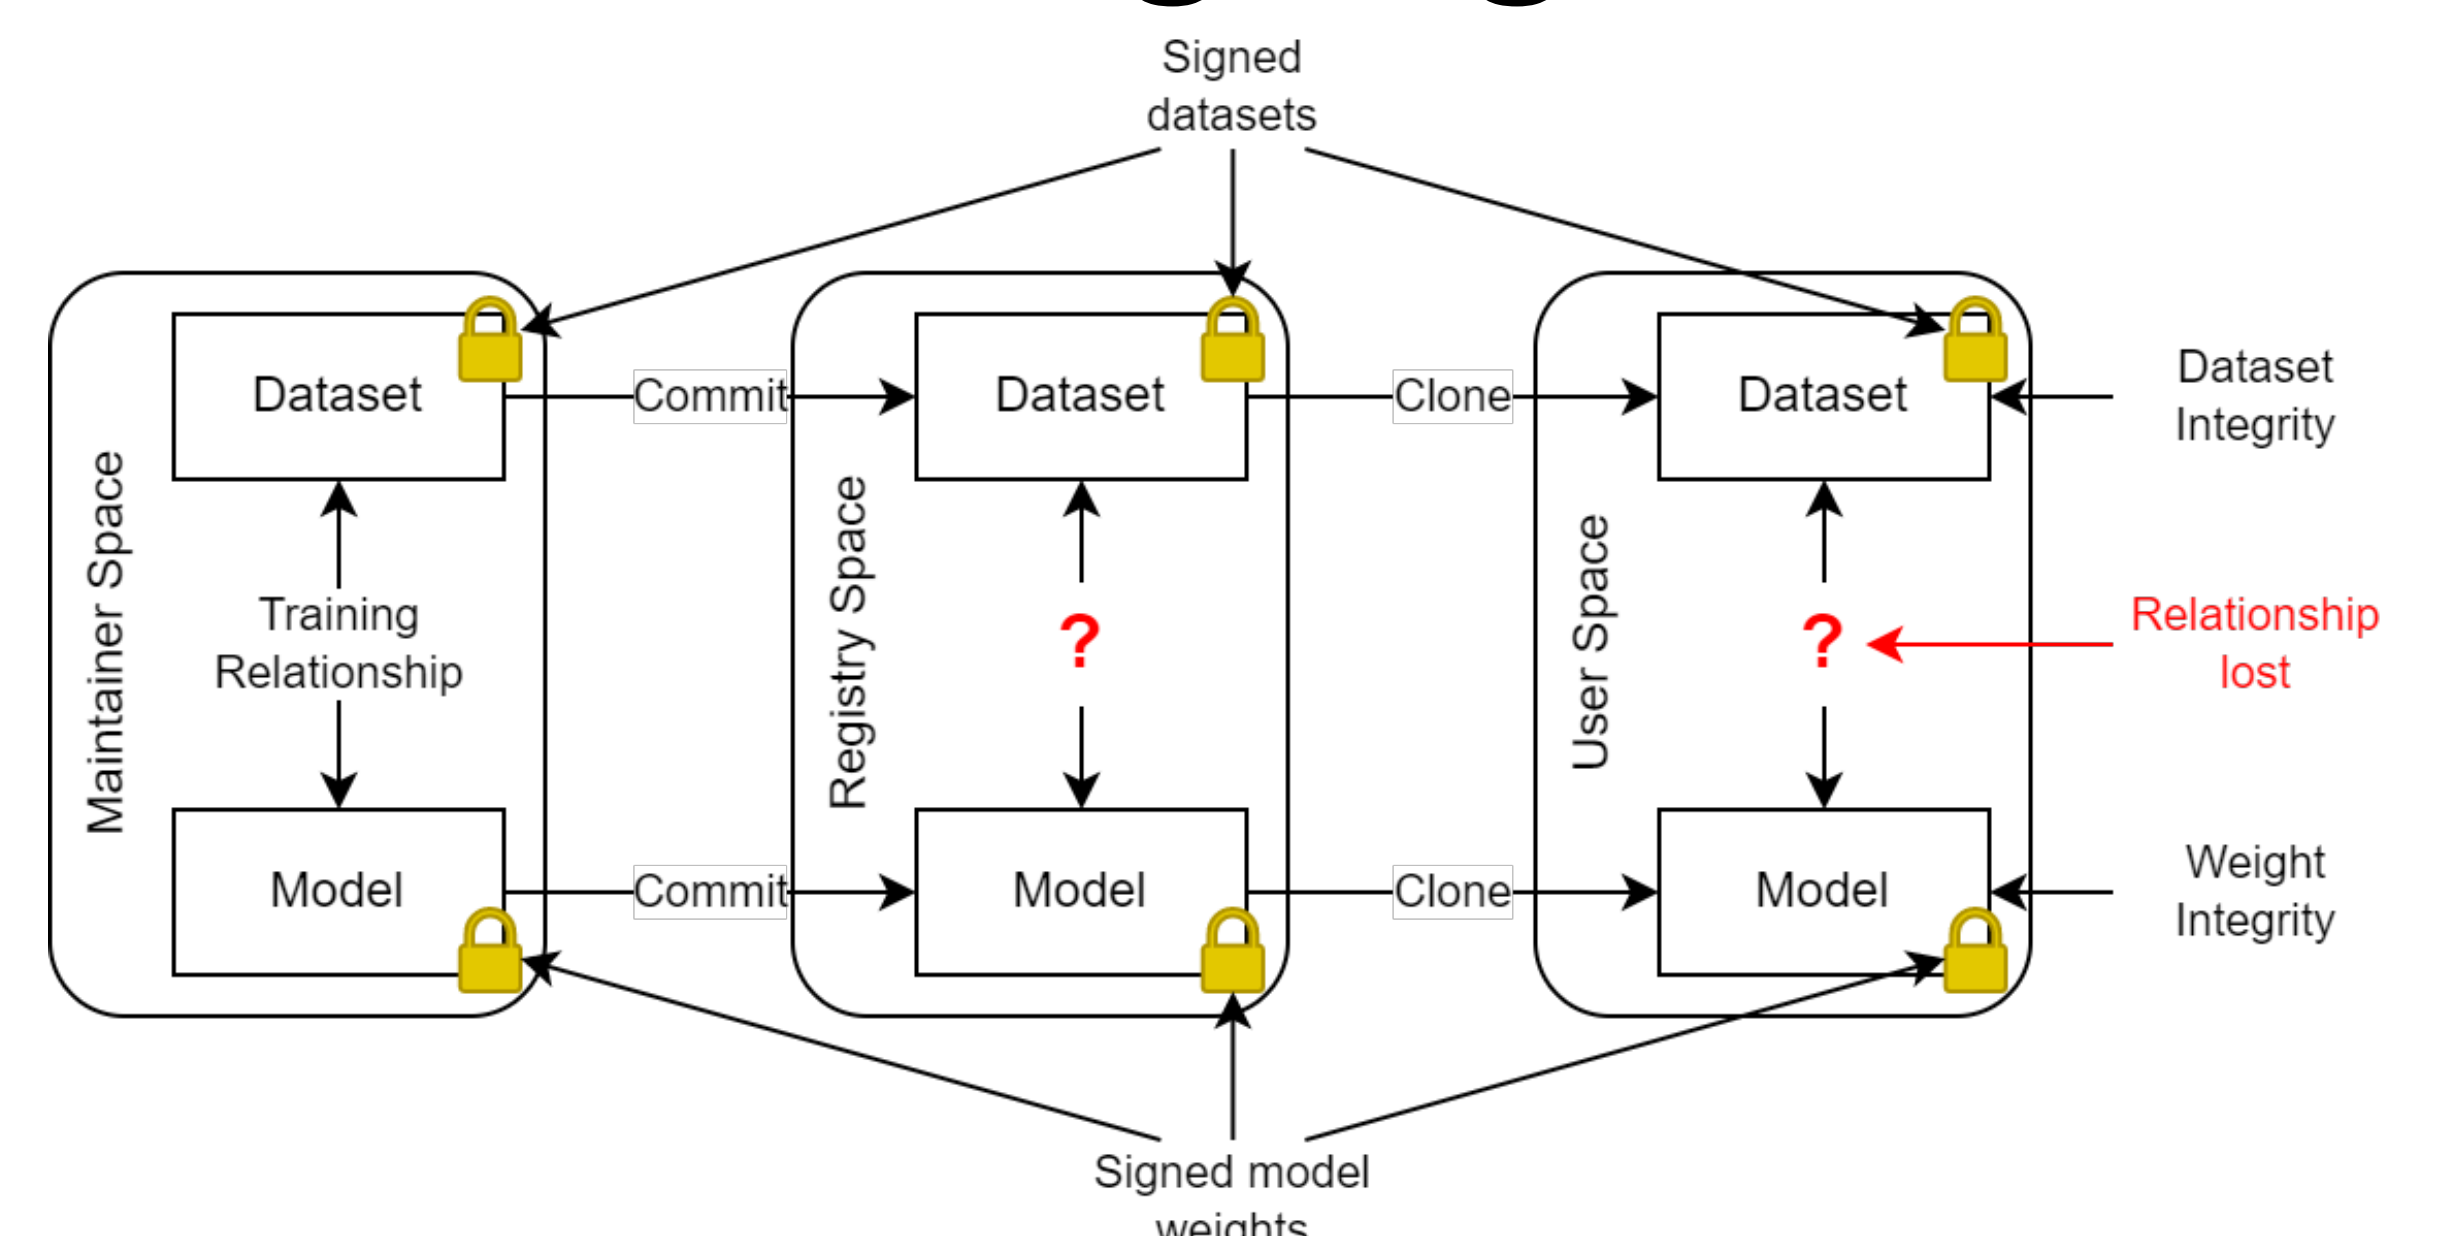 Signed
datasets
Maintainer Space
Dataset
Commit
Registry Space
Dataset
Clone
User Space
Dataset
Dataset
Integrity
Training
Relationship
?
?
Relationship
lost
Model
Commit
Model
Clone
Model
Weight
Integrity
Signed model
weights